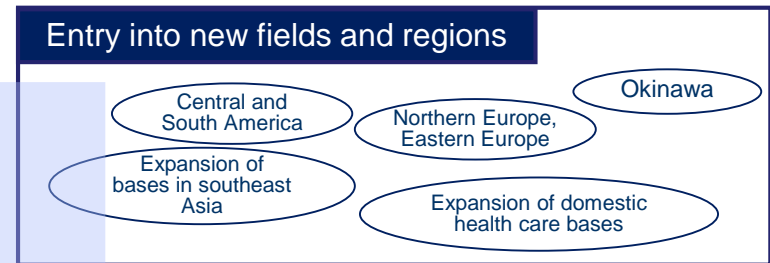 Entry into new fields and regions
Okinawa
Central and
South America
Northern Europe,
Eastern Europe
Expansion of
bases in southeast
Asia
Expansion of domestic
health care bases